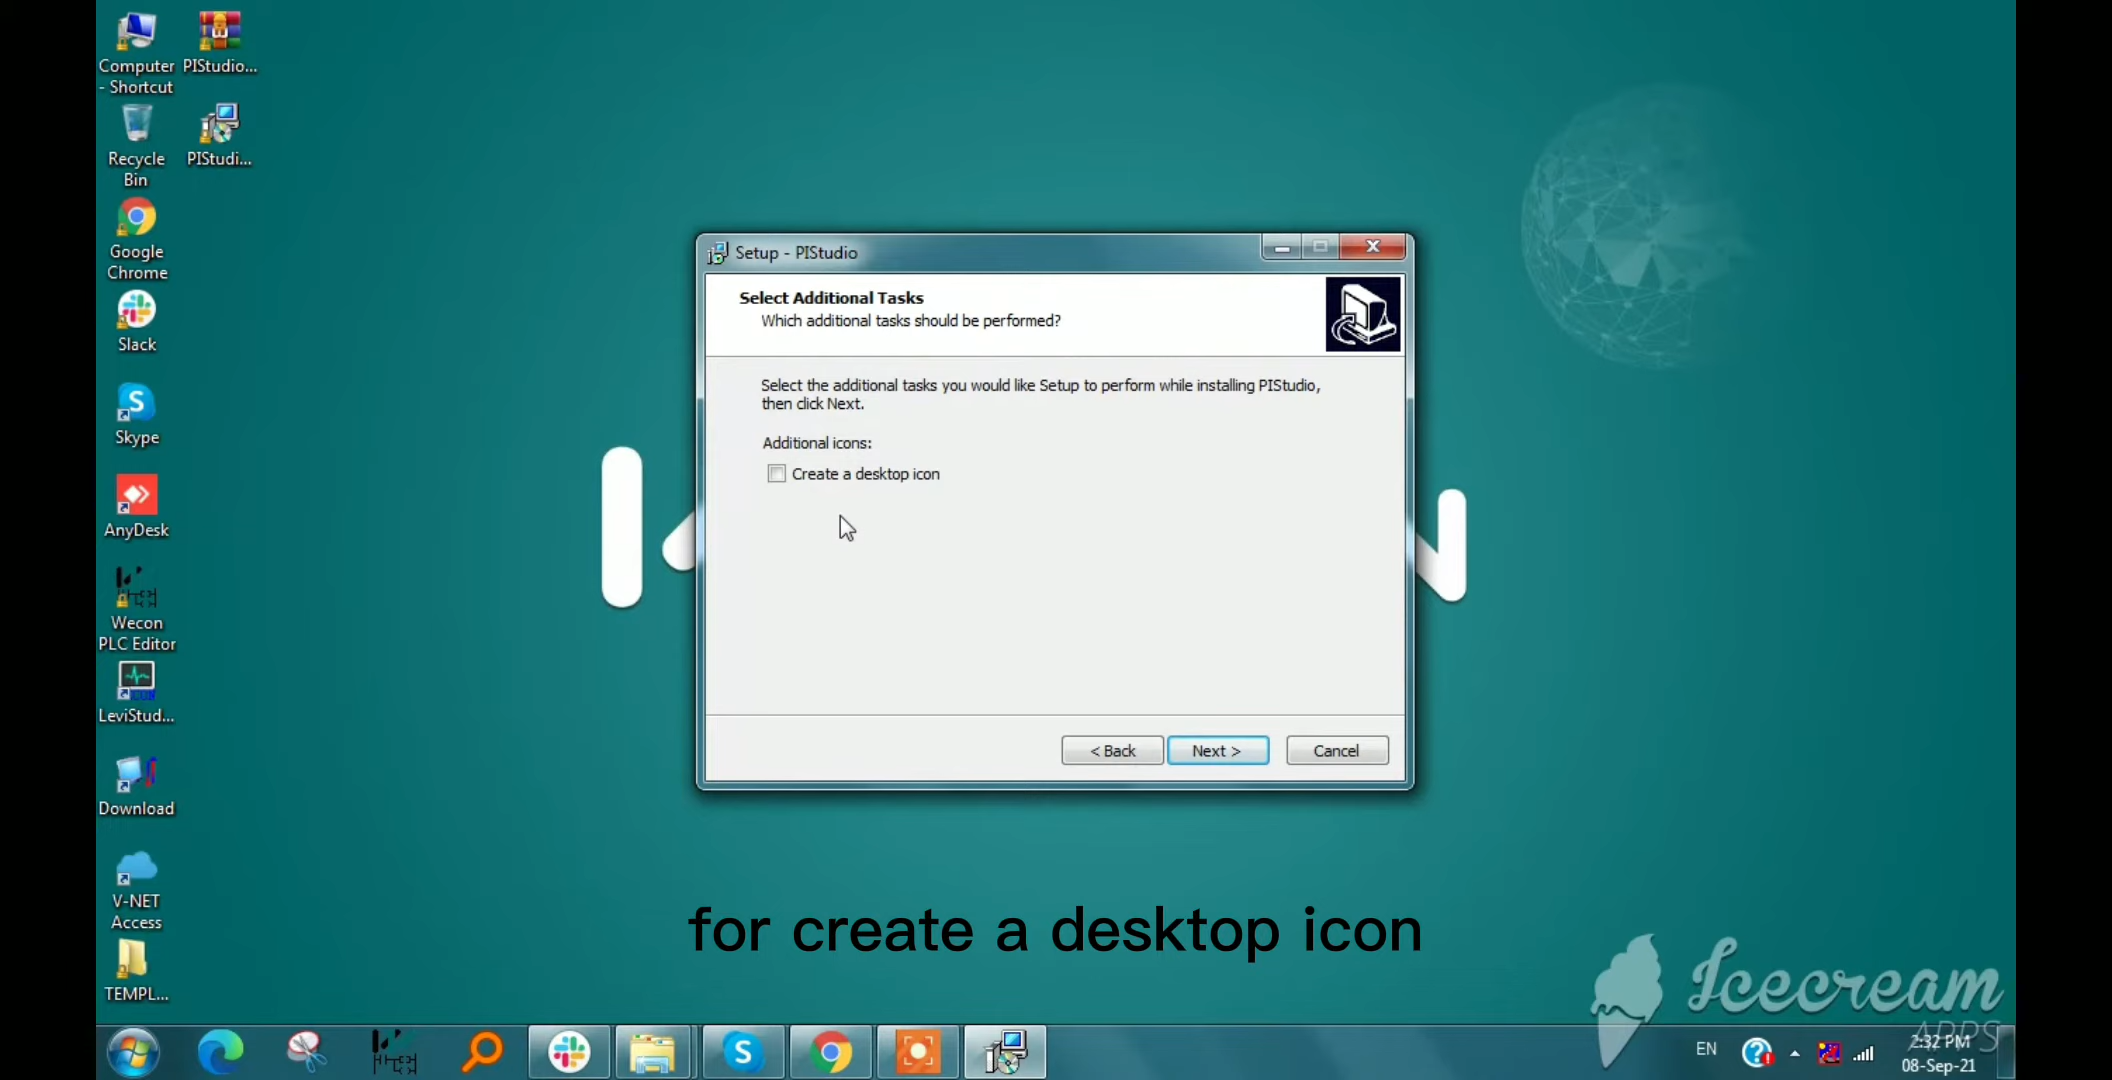 Computer
- Shortcut
PIStudio...
Recycle
Bin
PIStudi...
Google
Chrome
Slack
Skype
AnyDesk
Wecon
PLC Editor
LeviStud...
Download
V-NET
Access
TEMPL...
Setup - PIStudio
Select Additional Tasks
Which additional tasks should be performed?
Select the additional tasks you would like Setup to perform while installing PIStudio,
then click Next.
Additional icons:
Create a desktop icon
< Back
Next >
Cancel
for create a desktop icon
Icecream
APPS
EN
2:32 PM
08-Sep-21